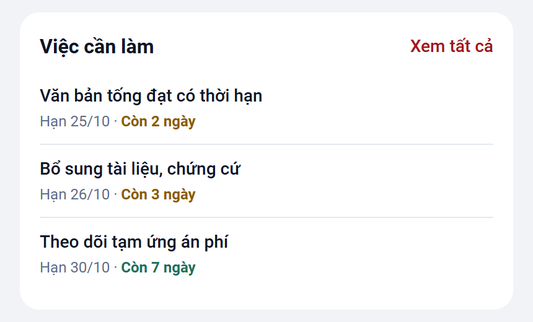 Việc cần làm
Xem tất cả
Văn bản tống đạt có thời hạn
Hạn 25/10 · Còn 2 ngày
Bổ sung tài liệu, chứng cứ
Hạn 26/10 · Còn 3 ngày
Theo dõi tạm ứng án phí
Hạn 30/10 · Còn 7 ngày